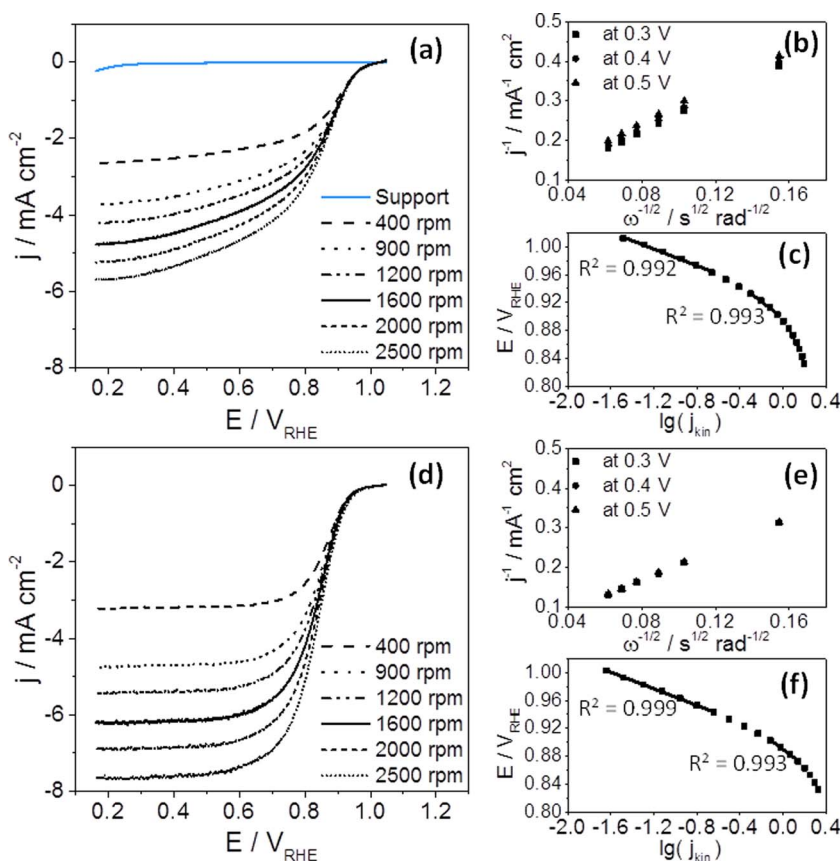 (a)
0
-2
-4
-6
-8
j / mA cm⁻²
Support
400 rpm
900 rpm
1200 rpm
1600 rpm
2000 rpm
2500 rpm
0.2 0.4 0.6 0.8 1.0 1.2
E / V_RHE
(b)
0.5
0.4
0.3
0.2
0.1
j⁻¹ / mA⁻¹ cm²
at 0.3 V
at 0.4 V
at 0.5 V
0.04 0.08 0.12 0.16
ω⁻¹/² / s¹/² rad⁻¹/²
(c)
1.00
0.96
0.92
0.88
0.84
0.80
E / V_RHE
R² = 0.992
R² = 0.993
-2.0 -1.6 -1.2 -0.8 -0.4 0.0 0.4
lg(j_kin)
(d)
0
-2
-4
-6
-8
j / mA cm⁻²
400 rpm
900 rpm
1200 rpm
1600 rpm
2000 rpm
2500 rpm
0.2 0.4 0.6 0.8 1.0 1.2
E / V_RHE
(e)
0.5
0.4
0.3
0.2
0.1
j⁻¹ / mA⁻¹ cm²
at 0.3 V
at 0.4 V
at 0.5 V
0.04 0.08 0.12 0.16
ω⁻¹/² / s¹/² rad⁻¹/²
(f)
1.00
0.96
0.92
0.88
0.84
0.80
E / V_RHE
R² = 0.999
R² = 0.993
-2.0 -1.6 -1.2 -0.8 -0.4 0.0 0.4
lg(j_kin)